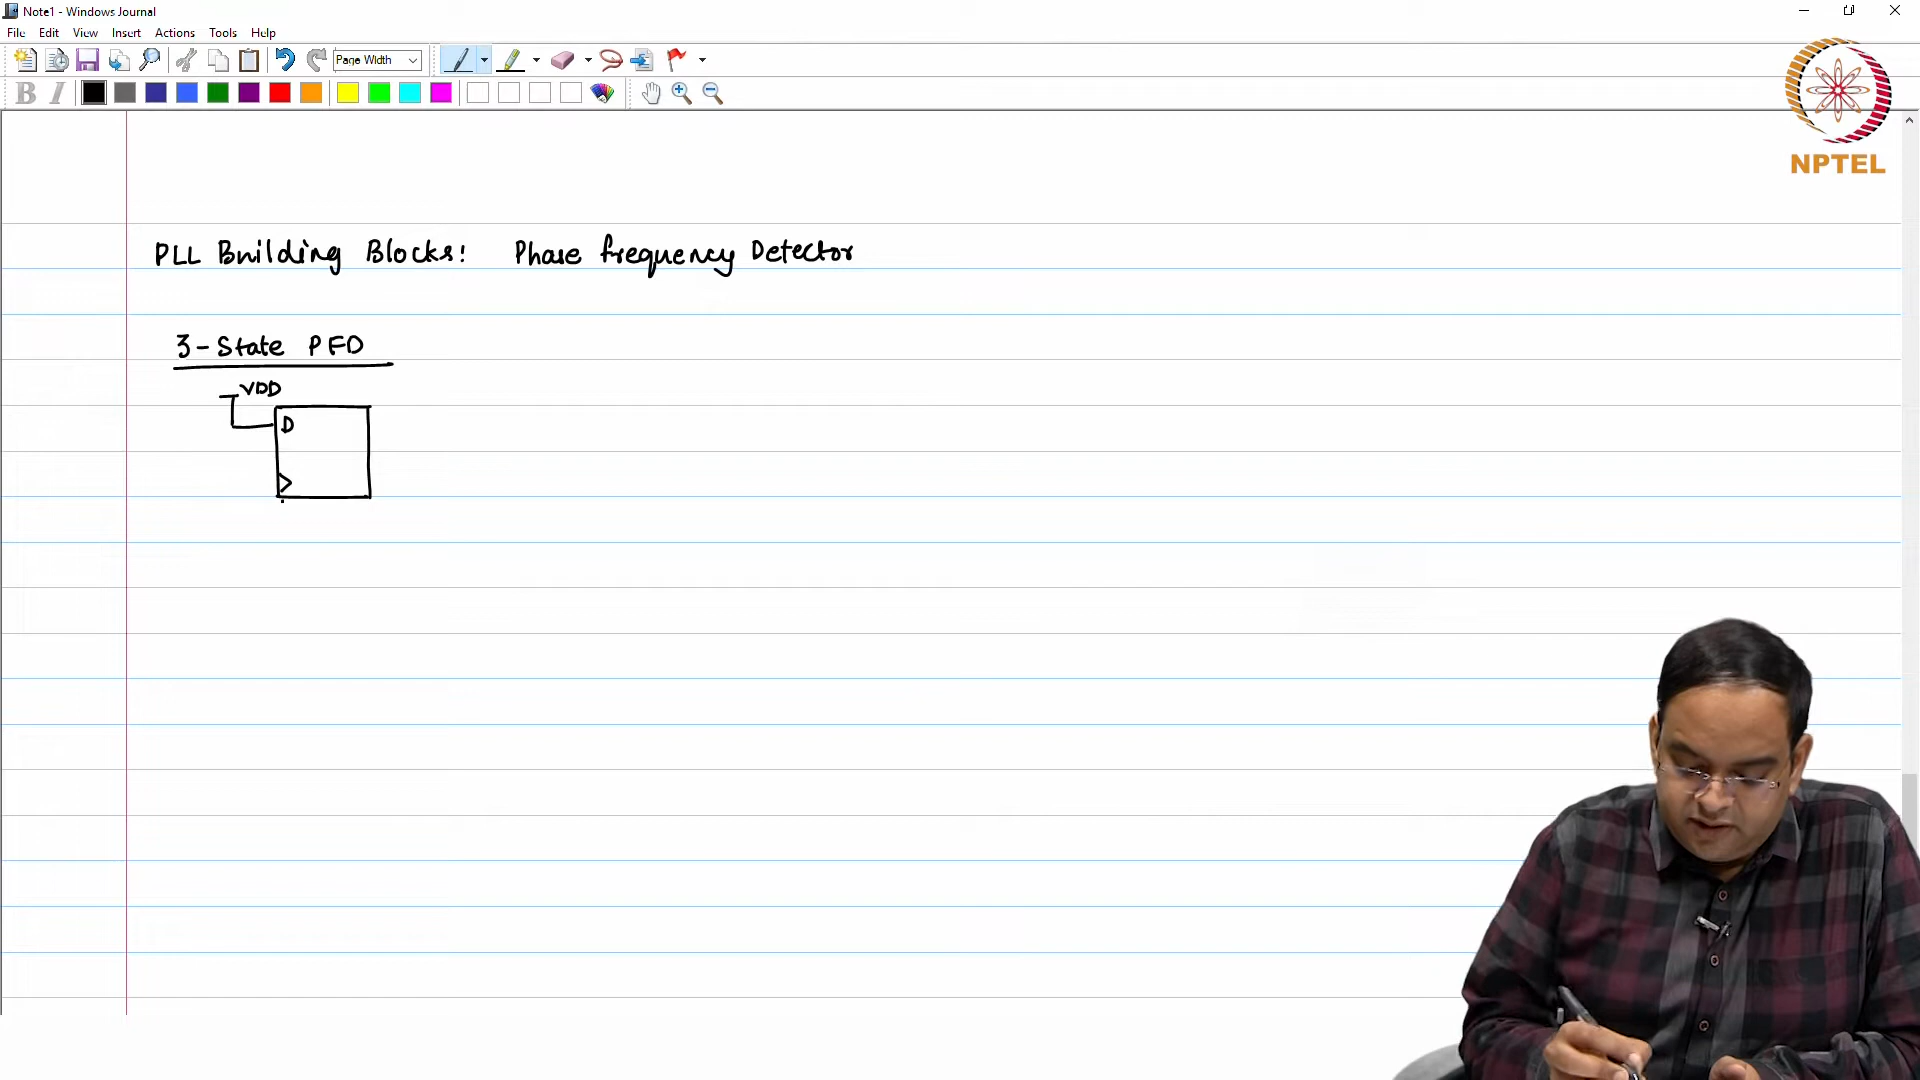 Note1 - Windows Journal
File Edit View Insert Actions Tools Help
Page Width
B I
NPTEL
PLL Building Blocks: Phase frequency Detector
3-State PFD
VDD
D